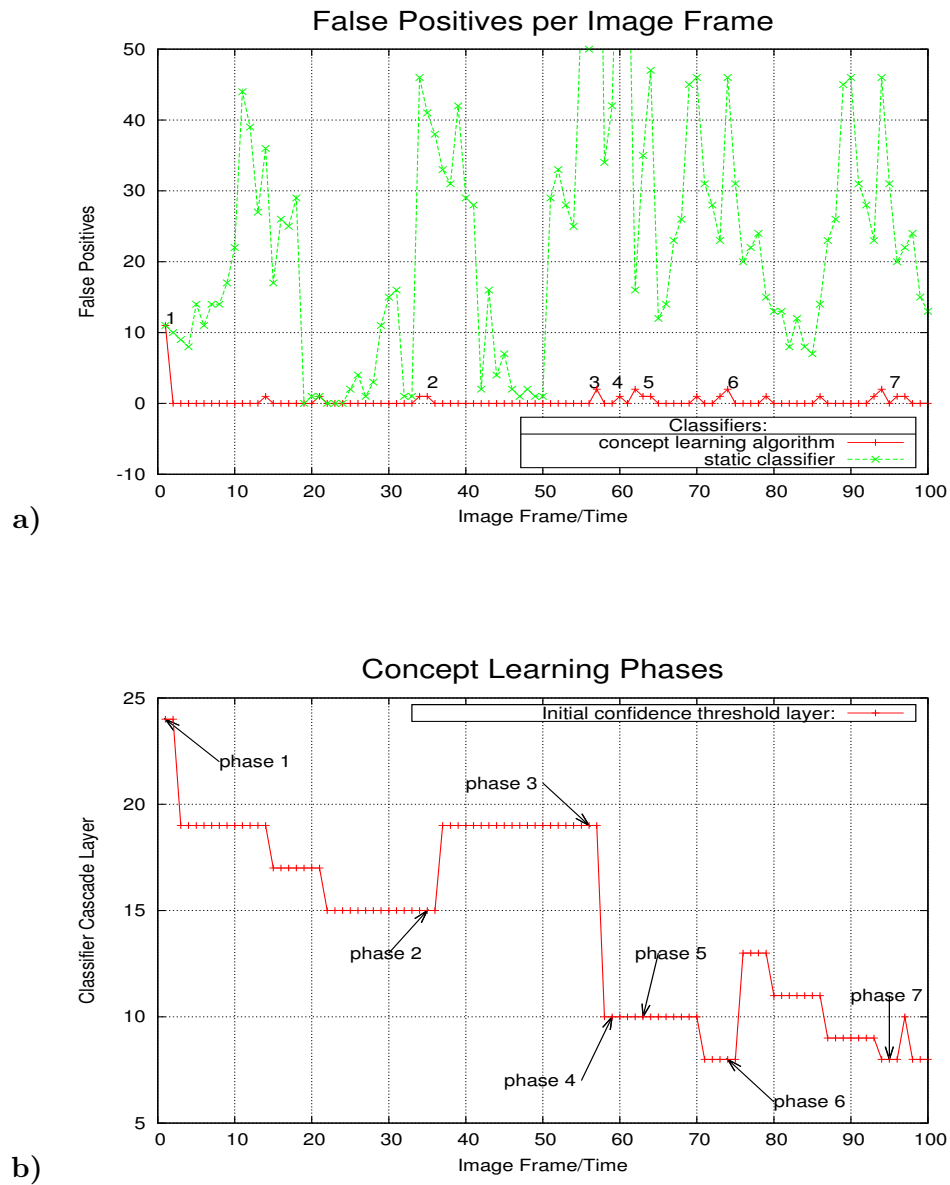 False Positives per Image Frame
50
40
30
20
10
0
-10
False Positives
1
2
3 4 5
6
7
Classifiers:
concept learning algorithm
static classifier
0 10 20 30 40 50 60 70 80 90 100
Image Frame/Time
a)
Concept Learning Phases
25
20
15
10
5
Classifier Cascade Layer
Initial confidence threshold layer:
phase 1
phase 3
phase 2
phase 5
phase 7
phase 4
phase 6
0 10 20 30 40 50 60 70 80 90 100
Image Frame/Time
b)